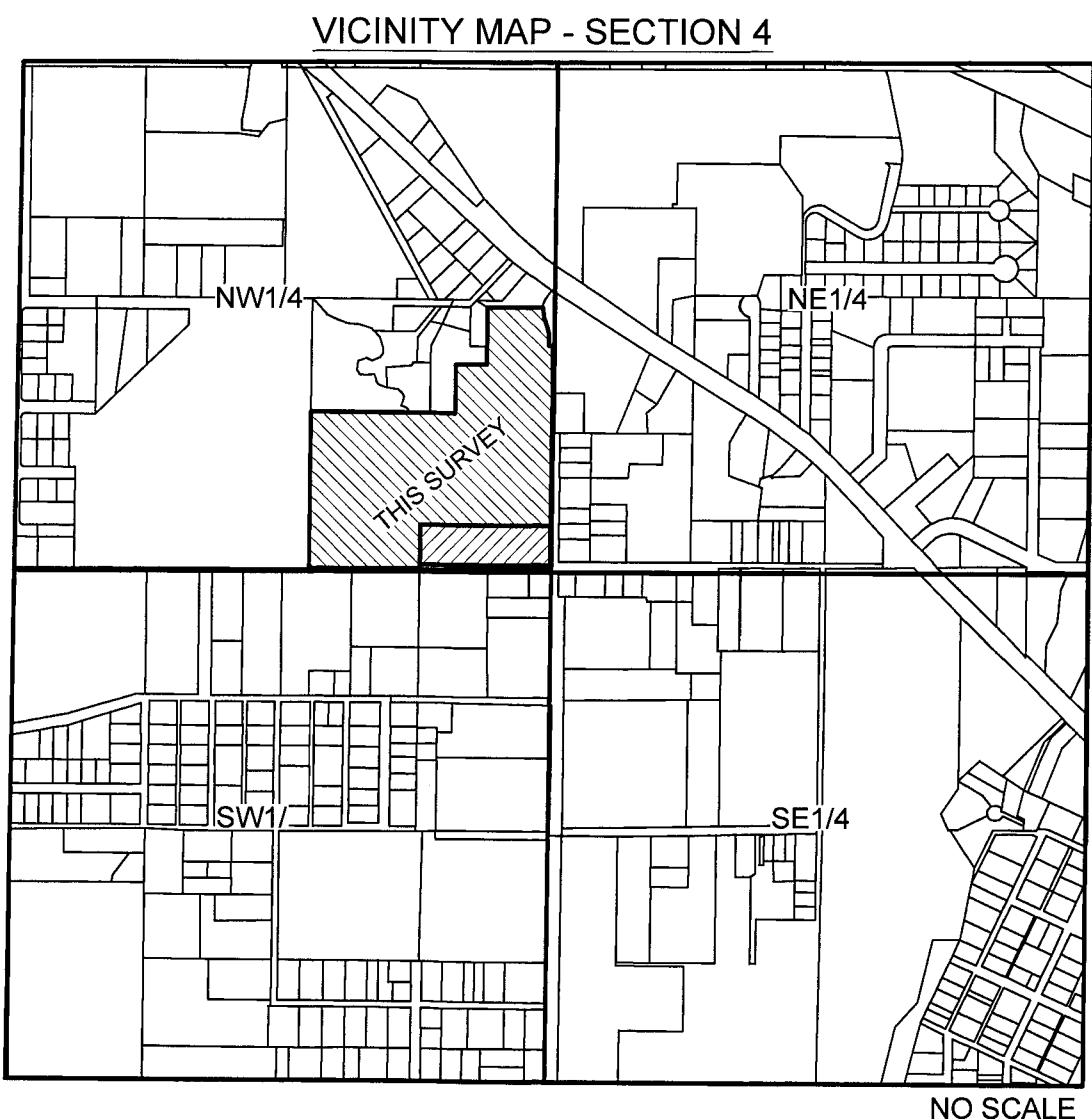 VICINITY MAP - SECTION 4
NW1/4
NE1/4
THIS SURVEY
SW1/
SE1/4
NO SCALE